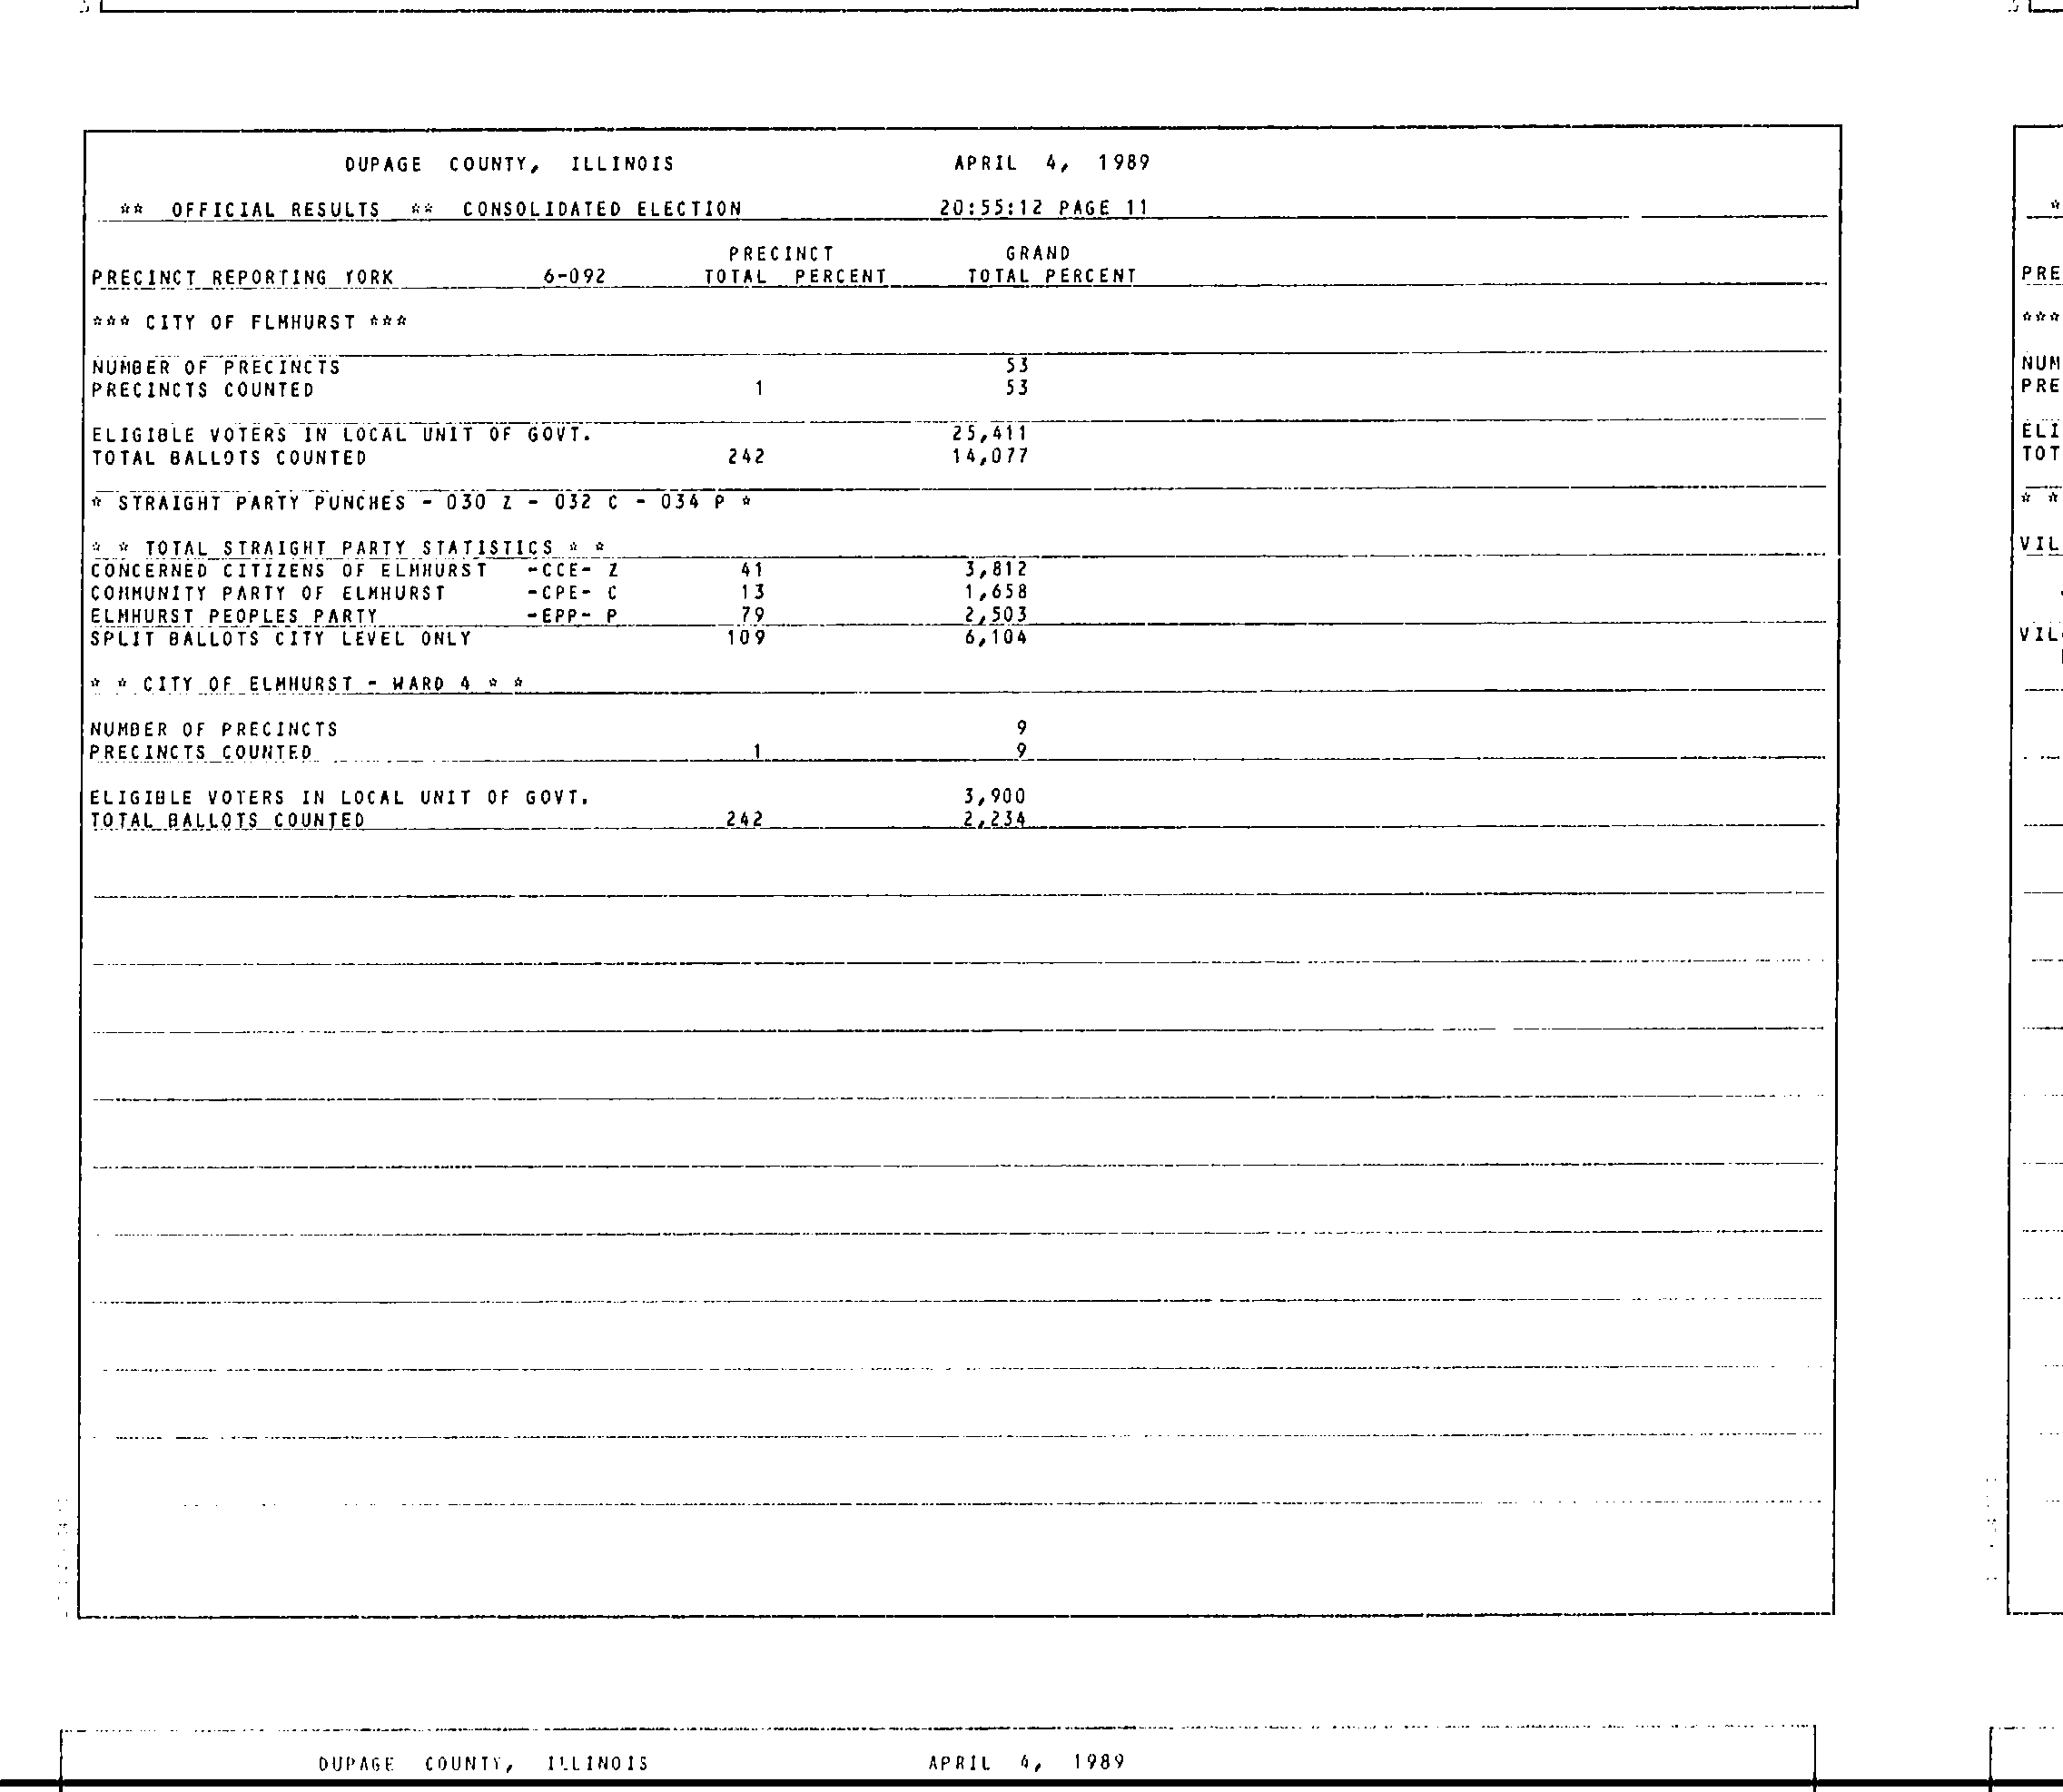 DUPAGE COUNTY, ILLINOIS APRIL 4, 1989
** OFFICIAL RESULTS ** CONSOLIDATED ELECTION 20:55:12 PAGE 11
PRECINCT GRAND
PRECINCT REPORTING YORK 6-092 TOTAL PERCENT TOTAL PERCENT
*** CITY OF FLMHURST ***
NUMBER OF PRECINCTS 53
PRECINCTS COUNTED 1 53
ELIGIBLE VOTERS IN LOCAL UNIT OF GOVT. 25,411
TOTAL BALLOTS COUNTED 242 14,077
* STRAIGHT PARTY PUNCHES - 030 Z - 032 C - 034 P *
* * TOTAL STRAIGHT PARTY STATISTICS * *
CONCERNED CITIZENS OF ELMHURST -CCE- Z 41 3,812
COMMUNITY PARTY OF ELMHURST -CPE- C 13 1,658
ELMHURST PEOPLES PARTY -EPP- P 79 2,503
SPLIT BALLOTS CITY LEVEL ONLY 109 6,104
* * CITY OF ELMHURST - WARD 4 * *
NUMBER OF PRECINCTS 9
PRECINCTS COUNTED 1 9
ELIGIBLE VOTERS IN LOCAL UNIT OF GOVT. 3,900
TOTAL BALLOTS COUNTED 242 2,234
*
PRE
***
NUM
PRE
ELI
TOT
* *
VIL
VIL
DUPAGE COUNTY, ILLINOIS APRIL 4, 1989